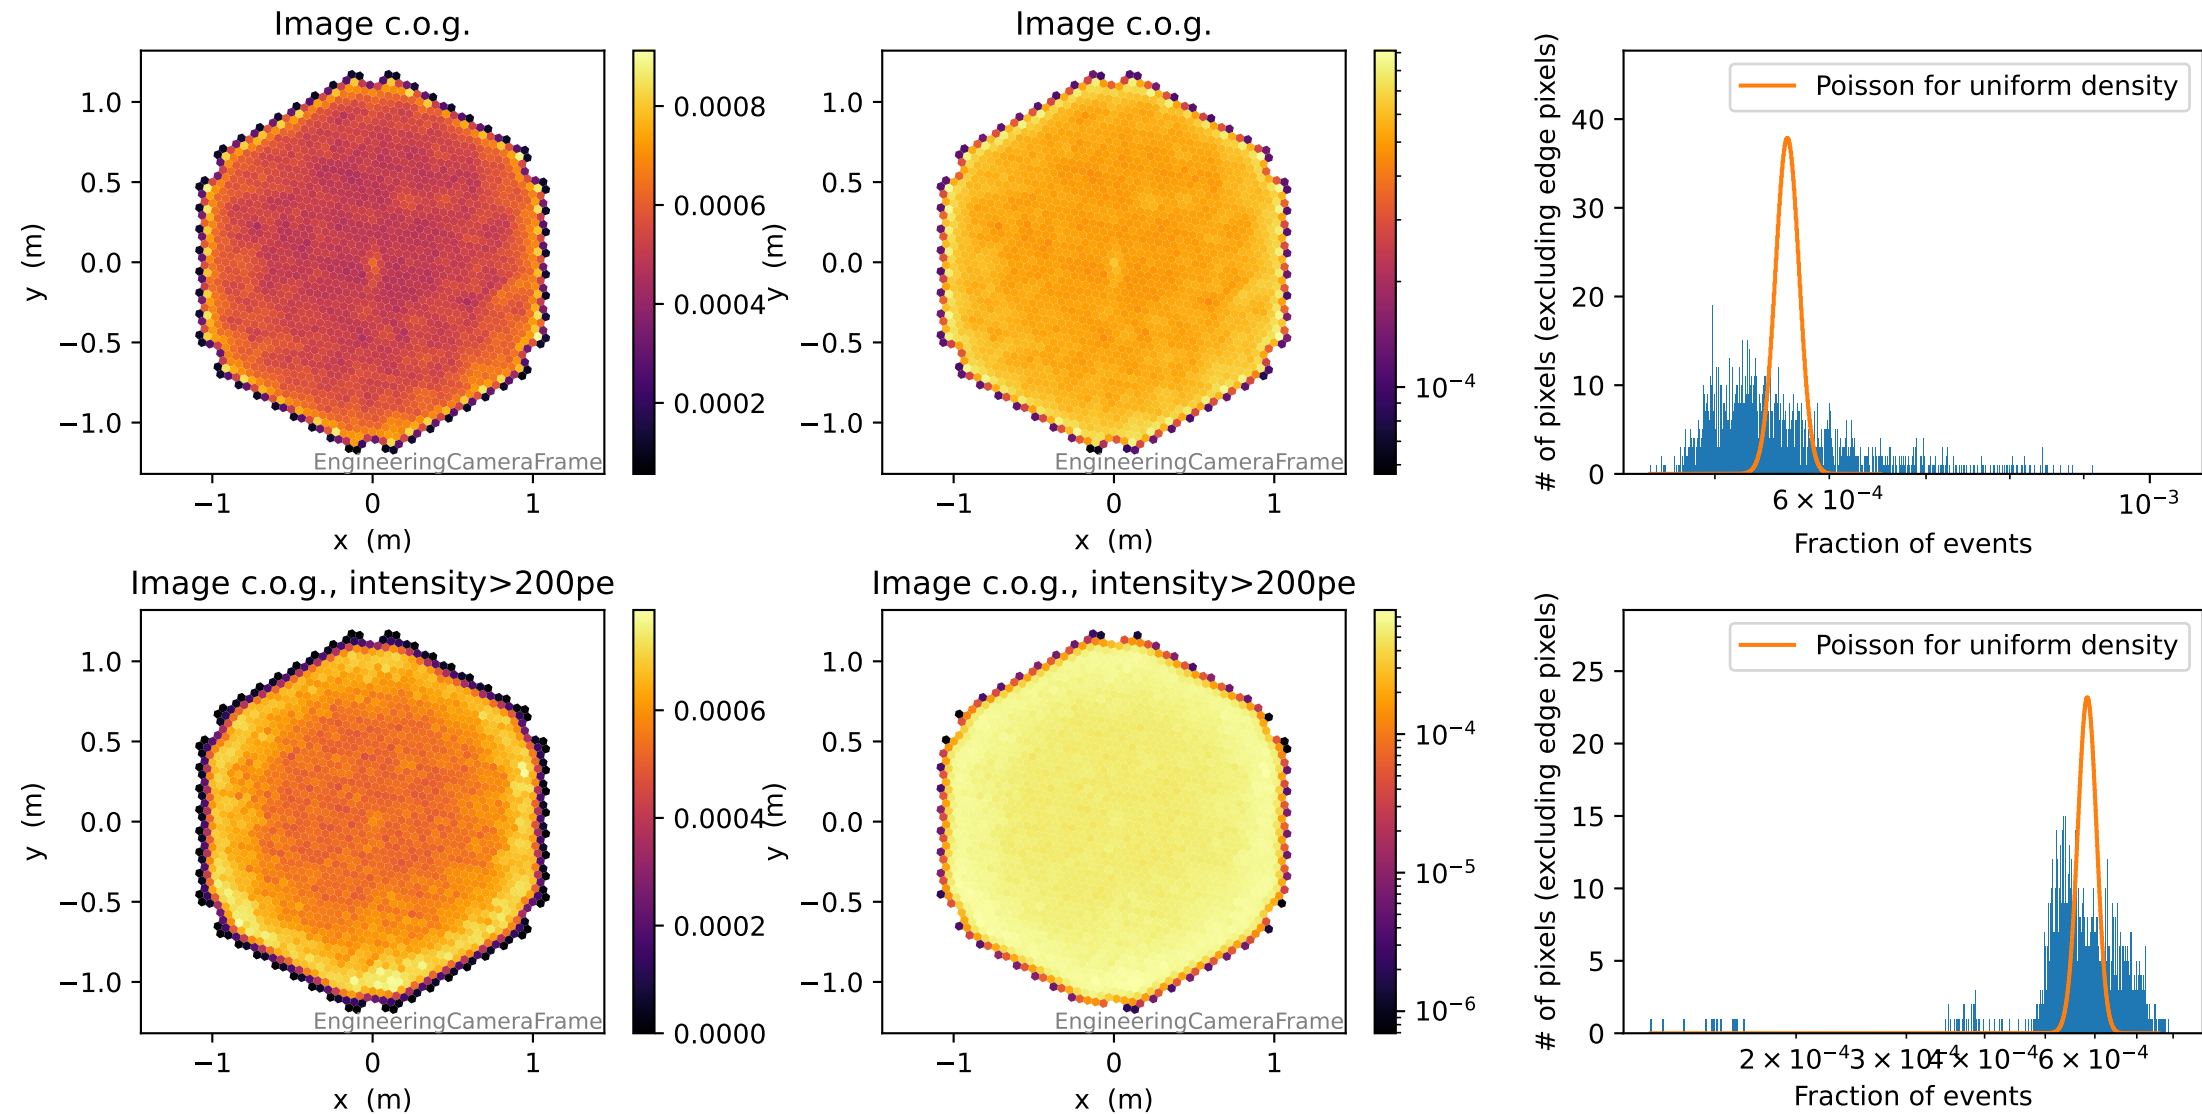 Image c.o.g.
1.0
0.5
0.0
−0.5
−1.0
y (m)
−1
0
1
x (m)
EngineeringCameraFrame
0.0008
0.0006
0.0004
0.0002
Image c.o.g.
1.0
0.5
0.0
−0.5
−1.0
y (m)
−1
0
1
x (m)
EngineeringCameraFrame
10⁻⁴
Poisson for uniform density
# of pixels (excluding edge pixels)
40
30
20
10
0
6 × 10⁻⁴
10⁻³
Fraction of events
Image c.o.g., intensity>200pe
1.0
0.5
0.0
−0.5
−1.0
y (m)
−1
0
1
x (m)
EngineeringCameraFrame
0.0006
0.0004
0.0002
0.0000
Image c.o.g., intensity>200pe
1.0
0.5
0.0
−0.5
−1.0
y (m)
−1
0
1
x (m)
EngineeringCameraFrame
10⁻⁴
10⁻⁵
10⁻⁶
Poisson for uniform density
# of pixels (excluding edge pixels)
25
20
15
10
5
0
2 × 10⁻⁴
3 × 10⁻⁴
4 × 10⁻⁴
6 × 10⁻⁴
Fraction of events